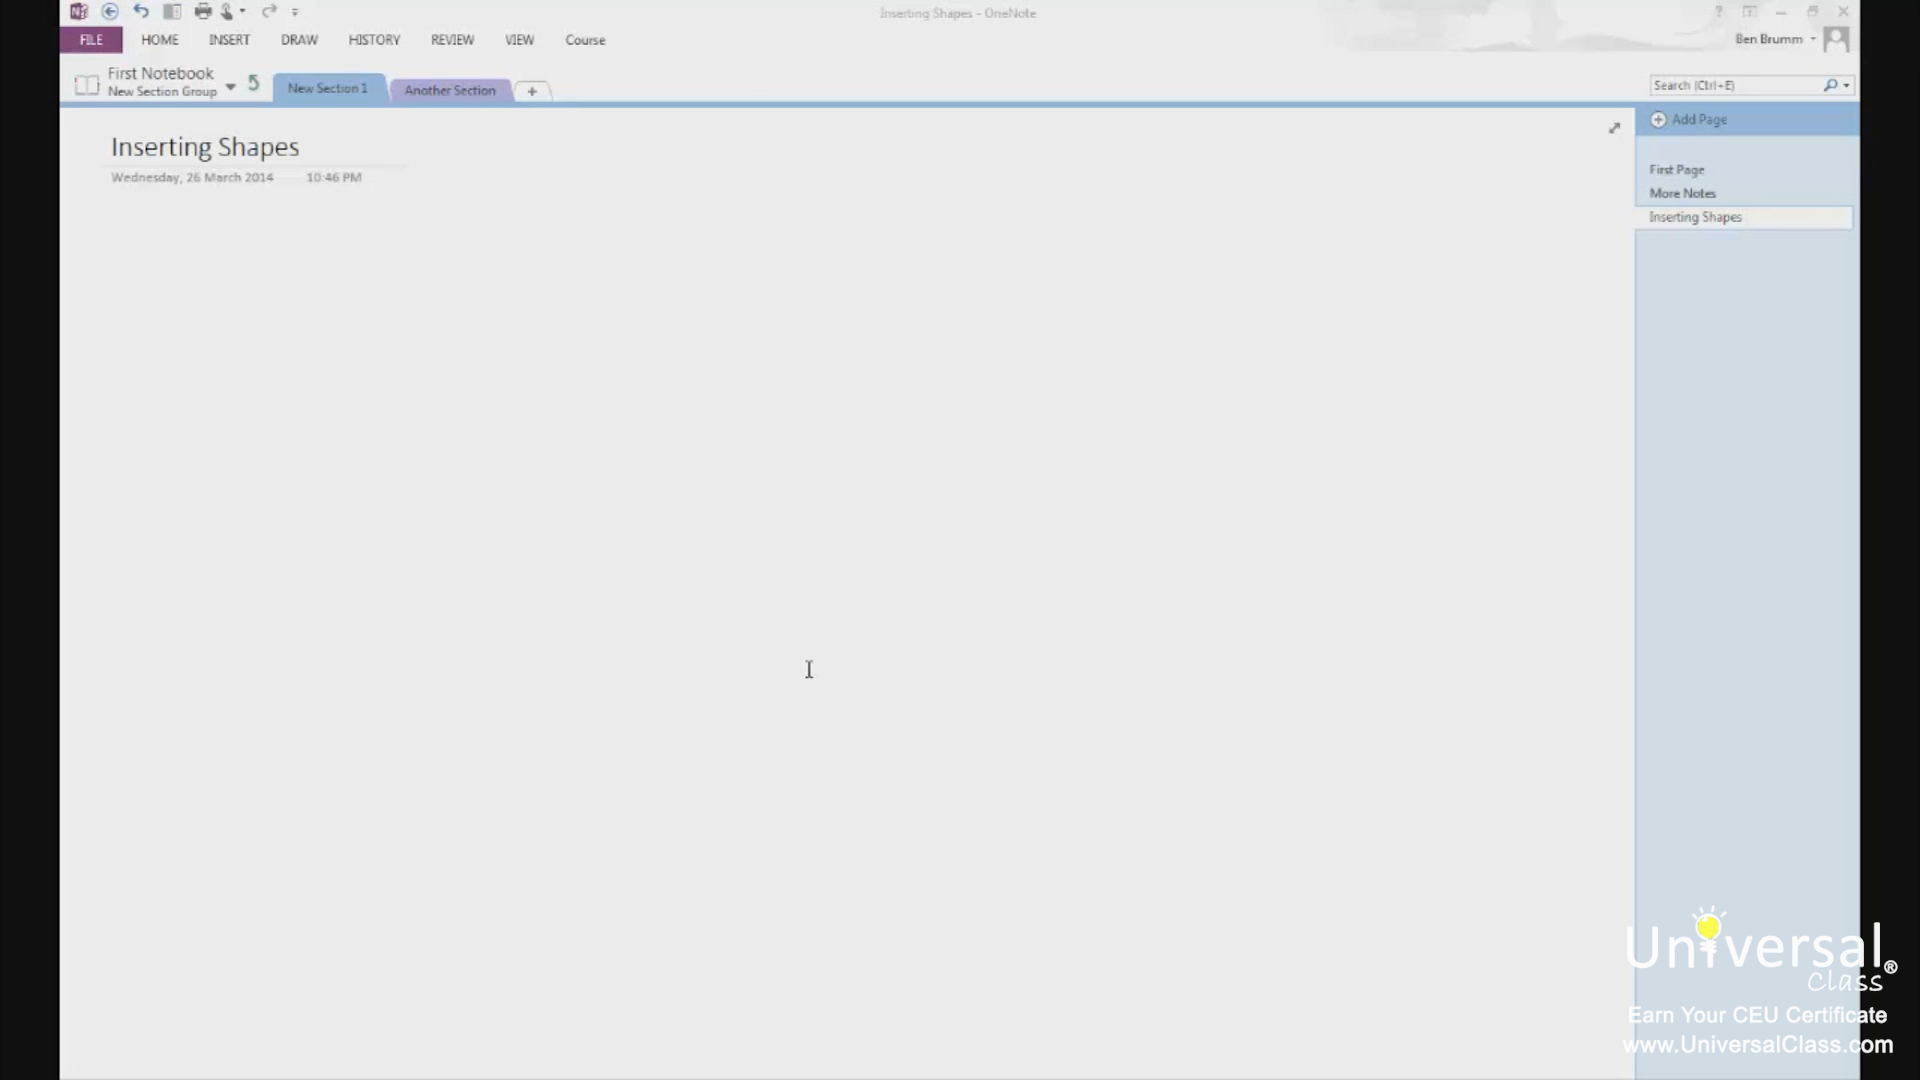 Inserting Shapes - OneNote
FILE HOME INSERT DRAW HISTORY REVIEW VIEW Course
Ben Brumm
First Notebook
New Section Group
New Section 1
Another Section
Search (Ctrl+E)
Inserting Shapes
Wednesday, 26 March 2014 10:46 PM
Add Page
First Page
More Notes
Inserting Shapes
Universal®
Class
Earn Your CEU Certificate
www.UniversalClass.com